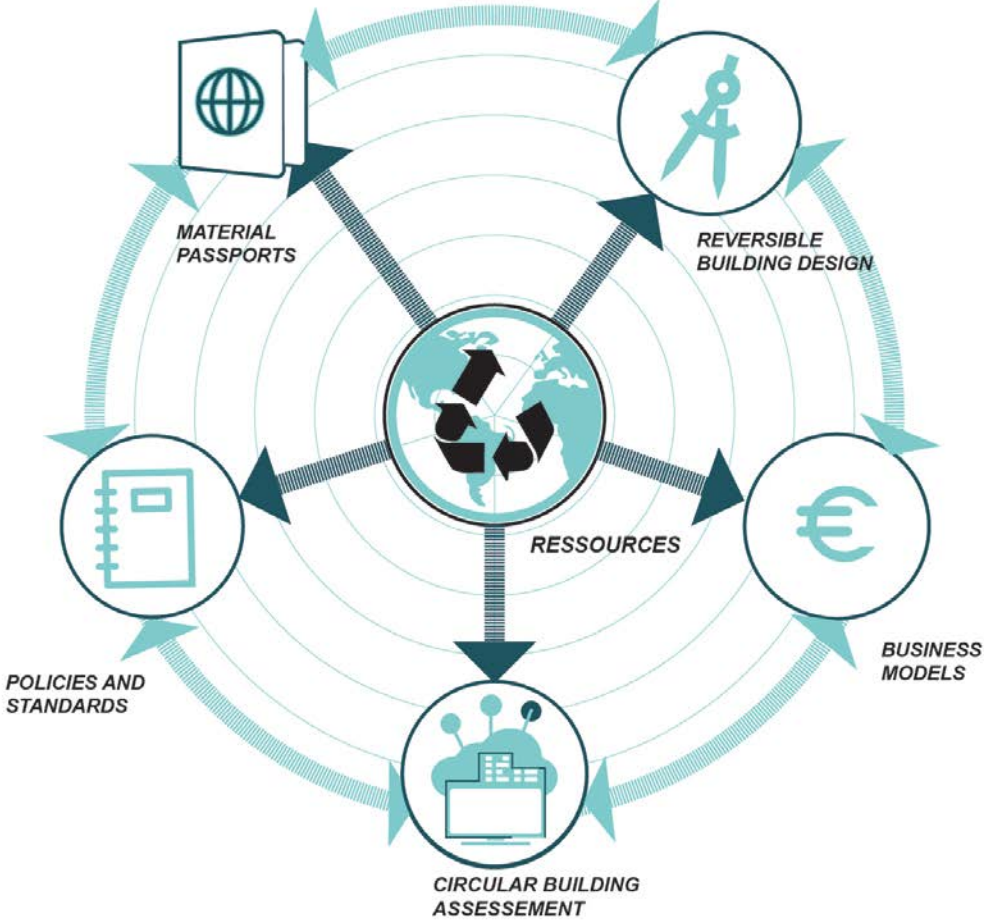 MATERIAL
PASSPORTS
REVERSIBLE
BUILDING DESIGN
RESSOURCES
€
BUSINESS
MODELS
POLICIES AND
STANDARDS
CIRCULAR BUILDING
ASSESSEMENT